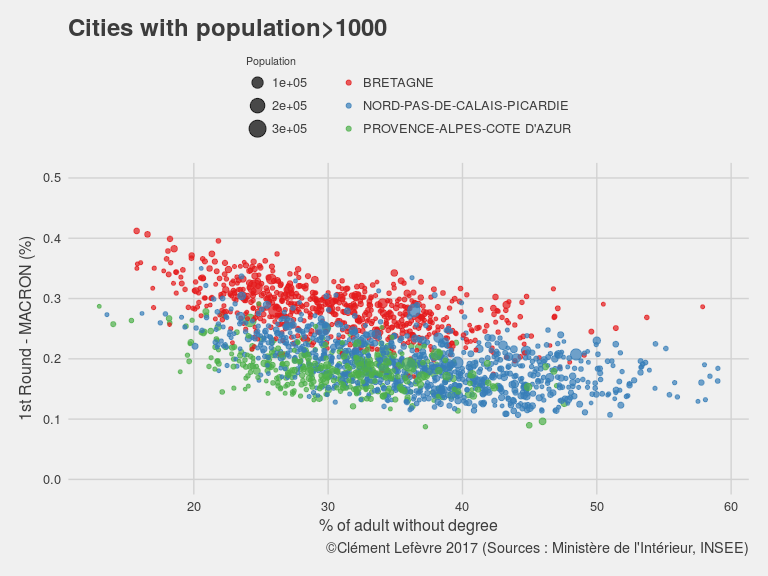 Cities with population>1000
Population
1e+05
2e+05
3e+05
BRETAGNE
NORD-PAS-DE-CALAIS-PICARDIE
PROVENCE-ALPES-COTE D'AZUR
1st Round - MACRON (%)
0.5
0.4
0.3
0.2
0.1
0.0
20 30 40 50 60
% of adult without degree
©Clément Lefèvre 2017 (Sources : Ministère de l'Intérieur, INSEE)